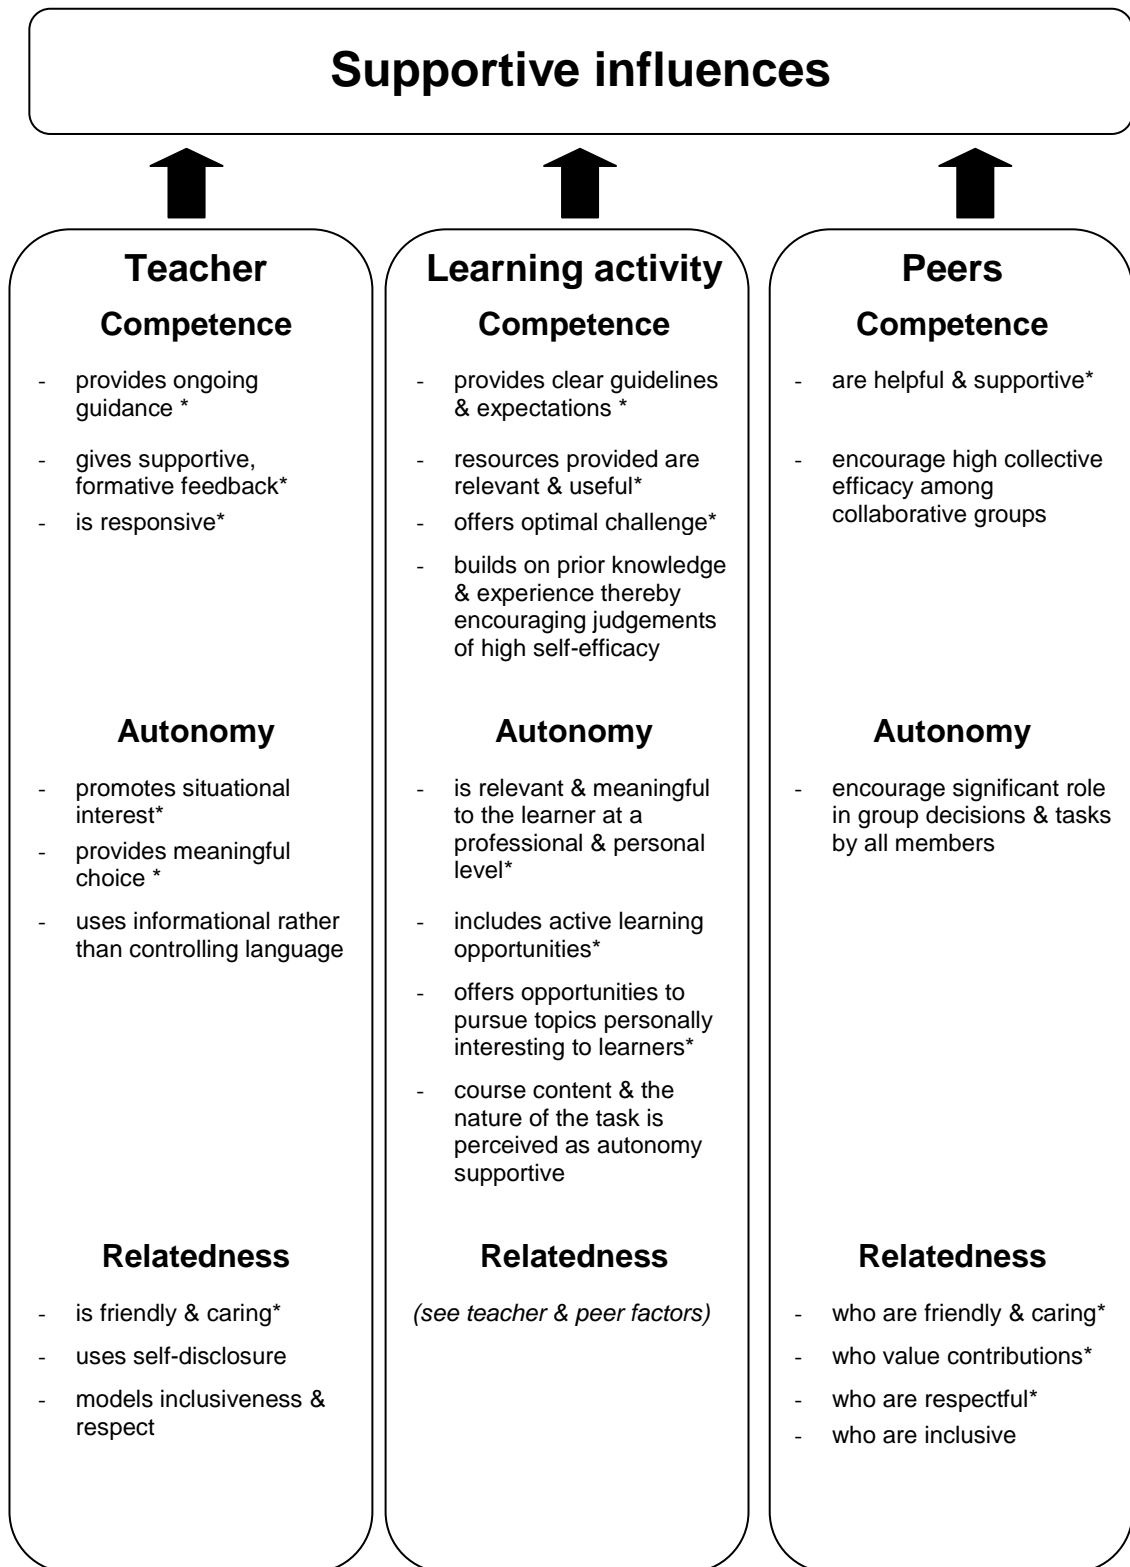 Supportive influences
Teacher
Competence
- provides ongoing
guidance *
- gives supportive,
formative feedback*
- is responsive*
Autonomy
- promotes situational
interest*
- provides meaningful
choice *
- uses informational rather
than controlling language
Relatedness
- is friendly & caring*
- uses self-disclosure
- models inclusiveness &
respect
Learning activity
Competence
- provides clear guidelines
& expectations *
- resources provided are
relevant & useful*
- offers optimal challenge*
- builds on prior knowledge
& experience thereby
encouraging judgements
of high self-efficacy
Autonomy
- is relevant & meaningful
to the learner at a
professional & personal
level*
- includes active learning
opportunities*
- offers opportunities to
pursue topics personally
interesting to learners*
- course content & the
nature of the task is
perceived as autonomy
supportive
Relatedness
(see teacher & peer factors)
Peers
Competence
- are helpful & supportive*
- encourage high collective
efficacy among
collaborative groups
Autonomy
- encourage significant role
in group decisions & tasks
by all members
Relatedness
- who are friendly & caring*
- who value contributions*
- who are respectful*
- who are inclusive